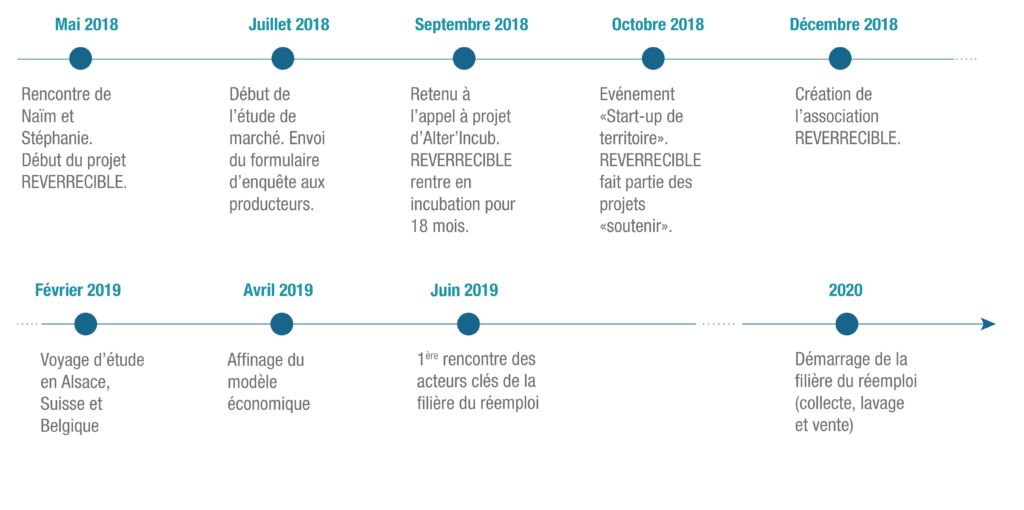 Mai 2018
Juillet 2018
Septembre 2018
Octobre 2018
Décembre 2018
Rencontre de
Naïm et
Stéphanie.
Début du projet
REVERRECIBLE.
Début de
l’étude de
marché. Envoi
du formulaire
d’enquête aux
producteurs.
Retenu à
l’appel à projet
d’Alter’Incub.
REVERRECIBLE
rentre en
incubation pour
18 mois.
Evénement
«Start-up de
territoire».
REVERRECIBLE
fait partie des
projets
«soutenir».
Création de
l’association
REVERRECIBLE.
Février 2019
Avril 2019
Juin 2019
2020
Voyage d’étude
en Alsace,
Suisse et
Belgique
Affinage du
modèle
économique
1ère rencontre des
acteurs clés de la
filière du réemploi
Démarrage de la
filière du réemploi
(collecte, lavage
et vente)